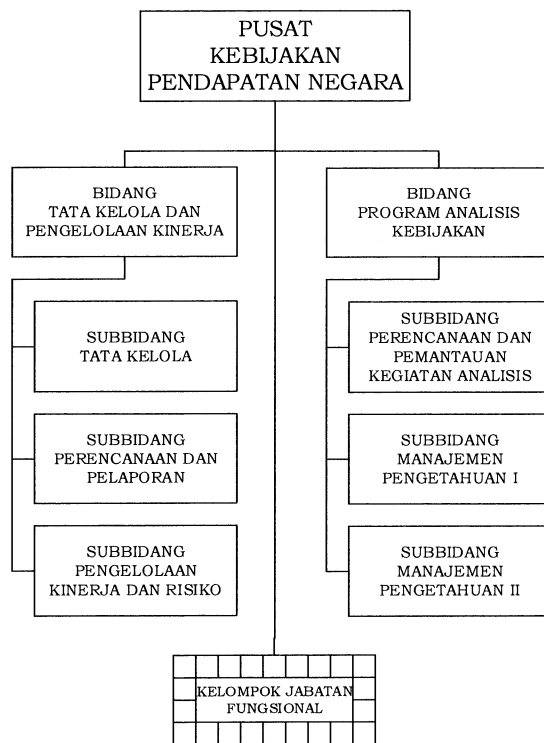 PUSAT
KEBIJAKAN
PENDAPATAN NEGARA
BIDANG
TATA KELOLA DAN
PENGELOLAAN KINERJA
SUBBIDANG
TATA KELOLA
SUBBIDANG
PERENCANAAN DAN
PELAPORAN
SUBBIDANG
PENGELOLAAN
KINERJA DAN RISIKO
BIDANG
PROGRAM ANALISIS
KEBIJAKAN
SUBBIDANG
PERENCANAAN DAN
PEMANTAUAN
KEGIATAN ANALISIS
SUBBIDANG
MANAJEMEN
PENGETAHUAN I
SUBBIDANG
MANAJEMEN
PENGETAHUAN II
KELOMPOK JABATAN
FUNGSIONAL